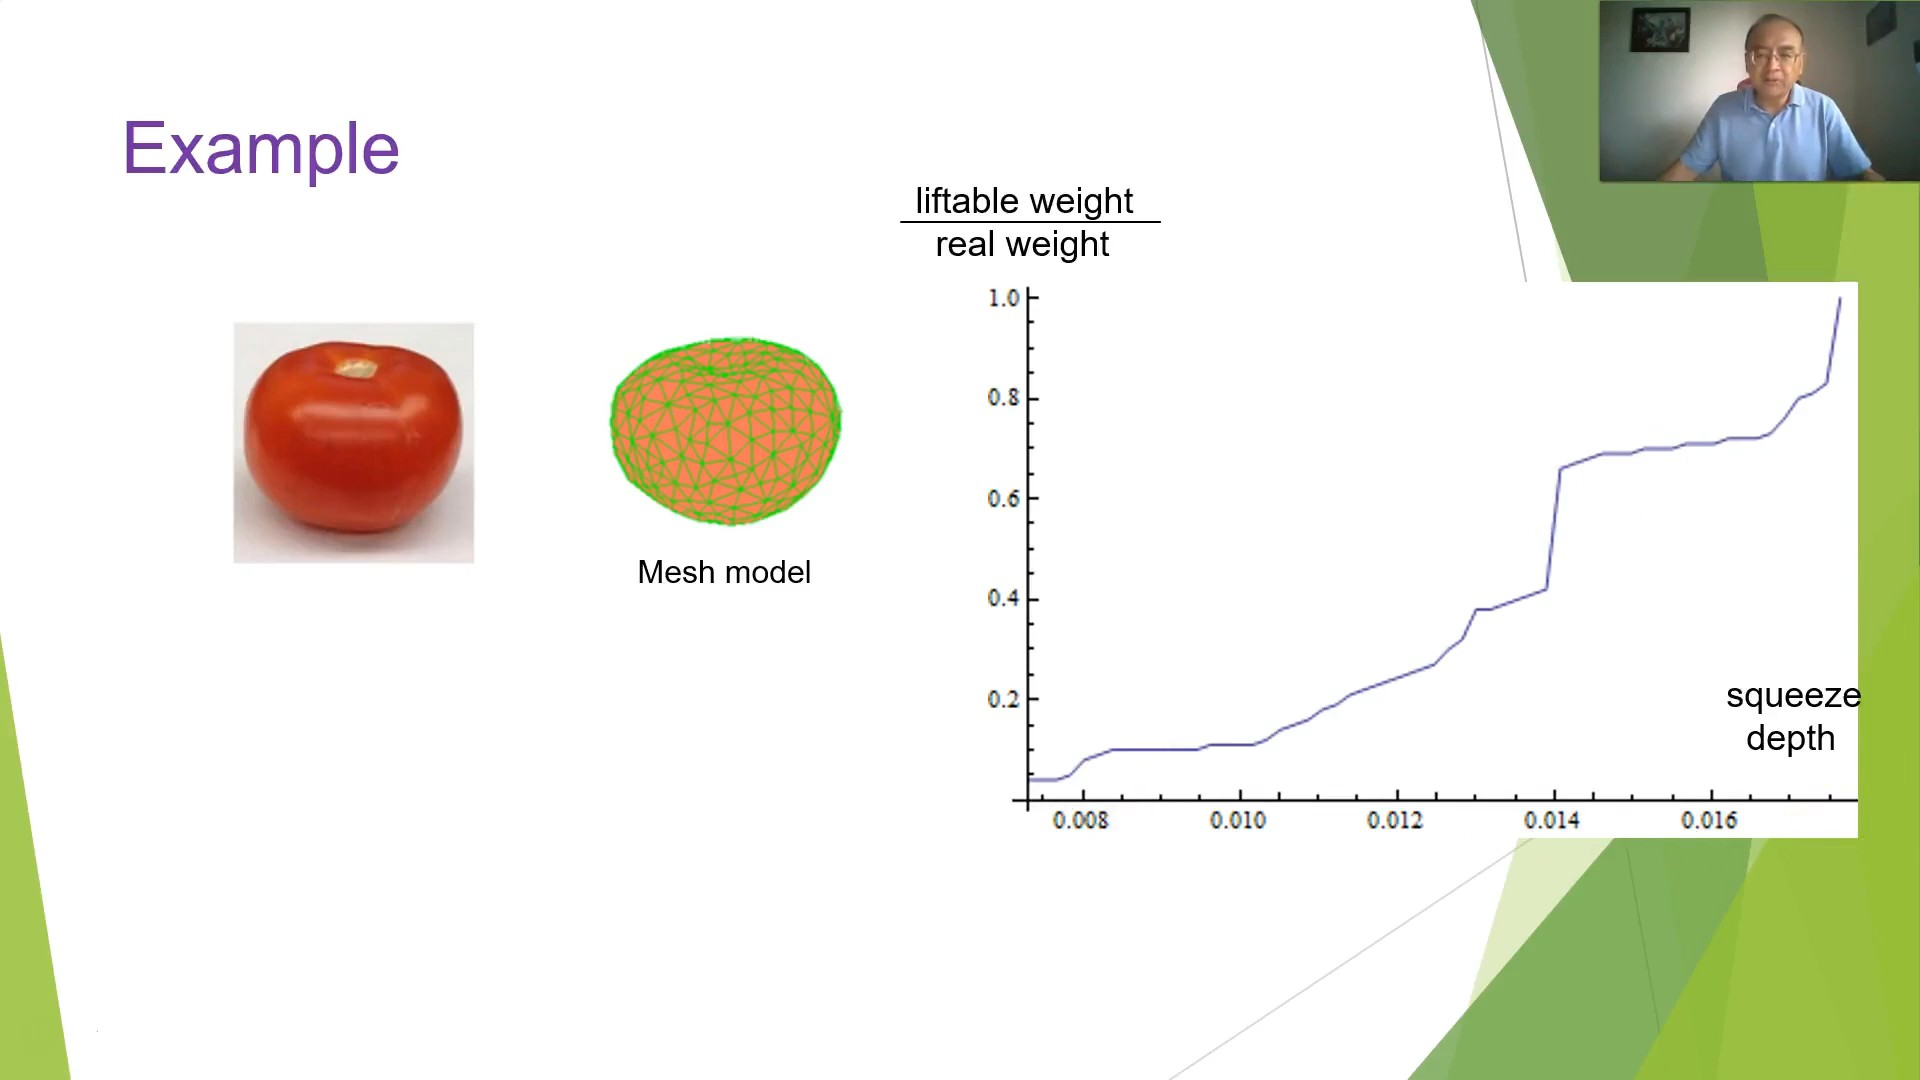 Example
liftable weight
real weight
1.0
0.8
0.6
0.4
0.2
squeeze
depth
0.008 0.010 0.012 0.014 0.016
Mesh model